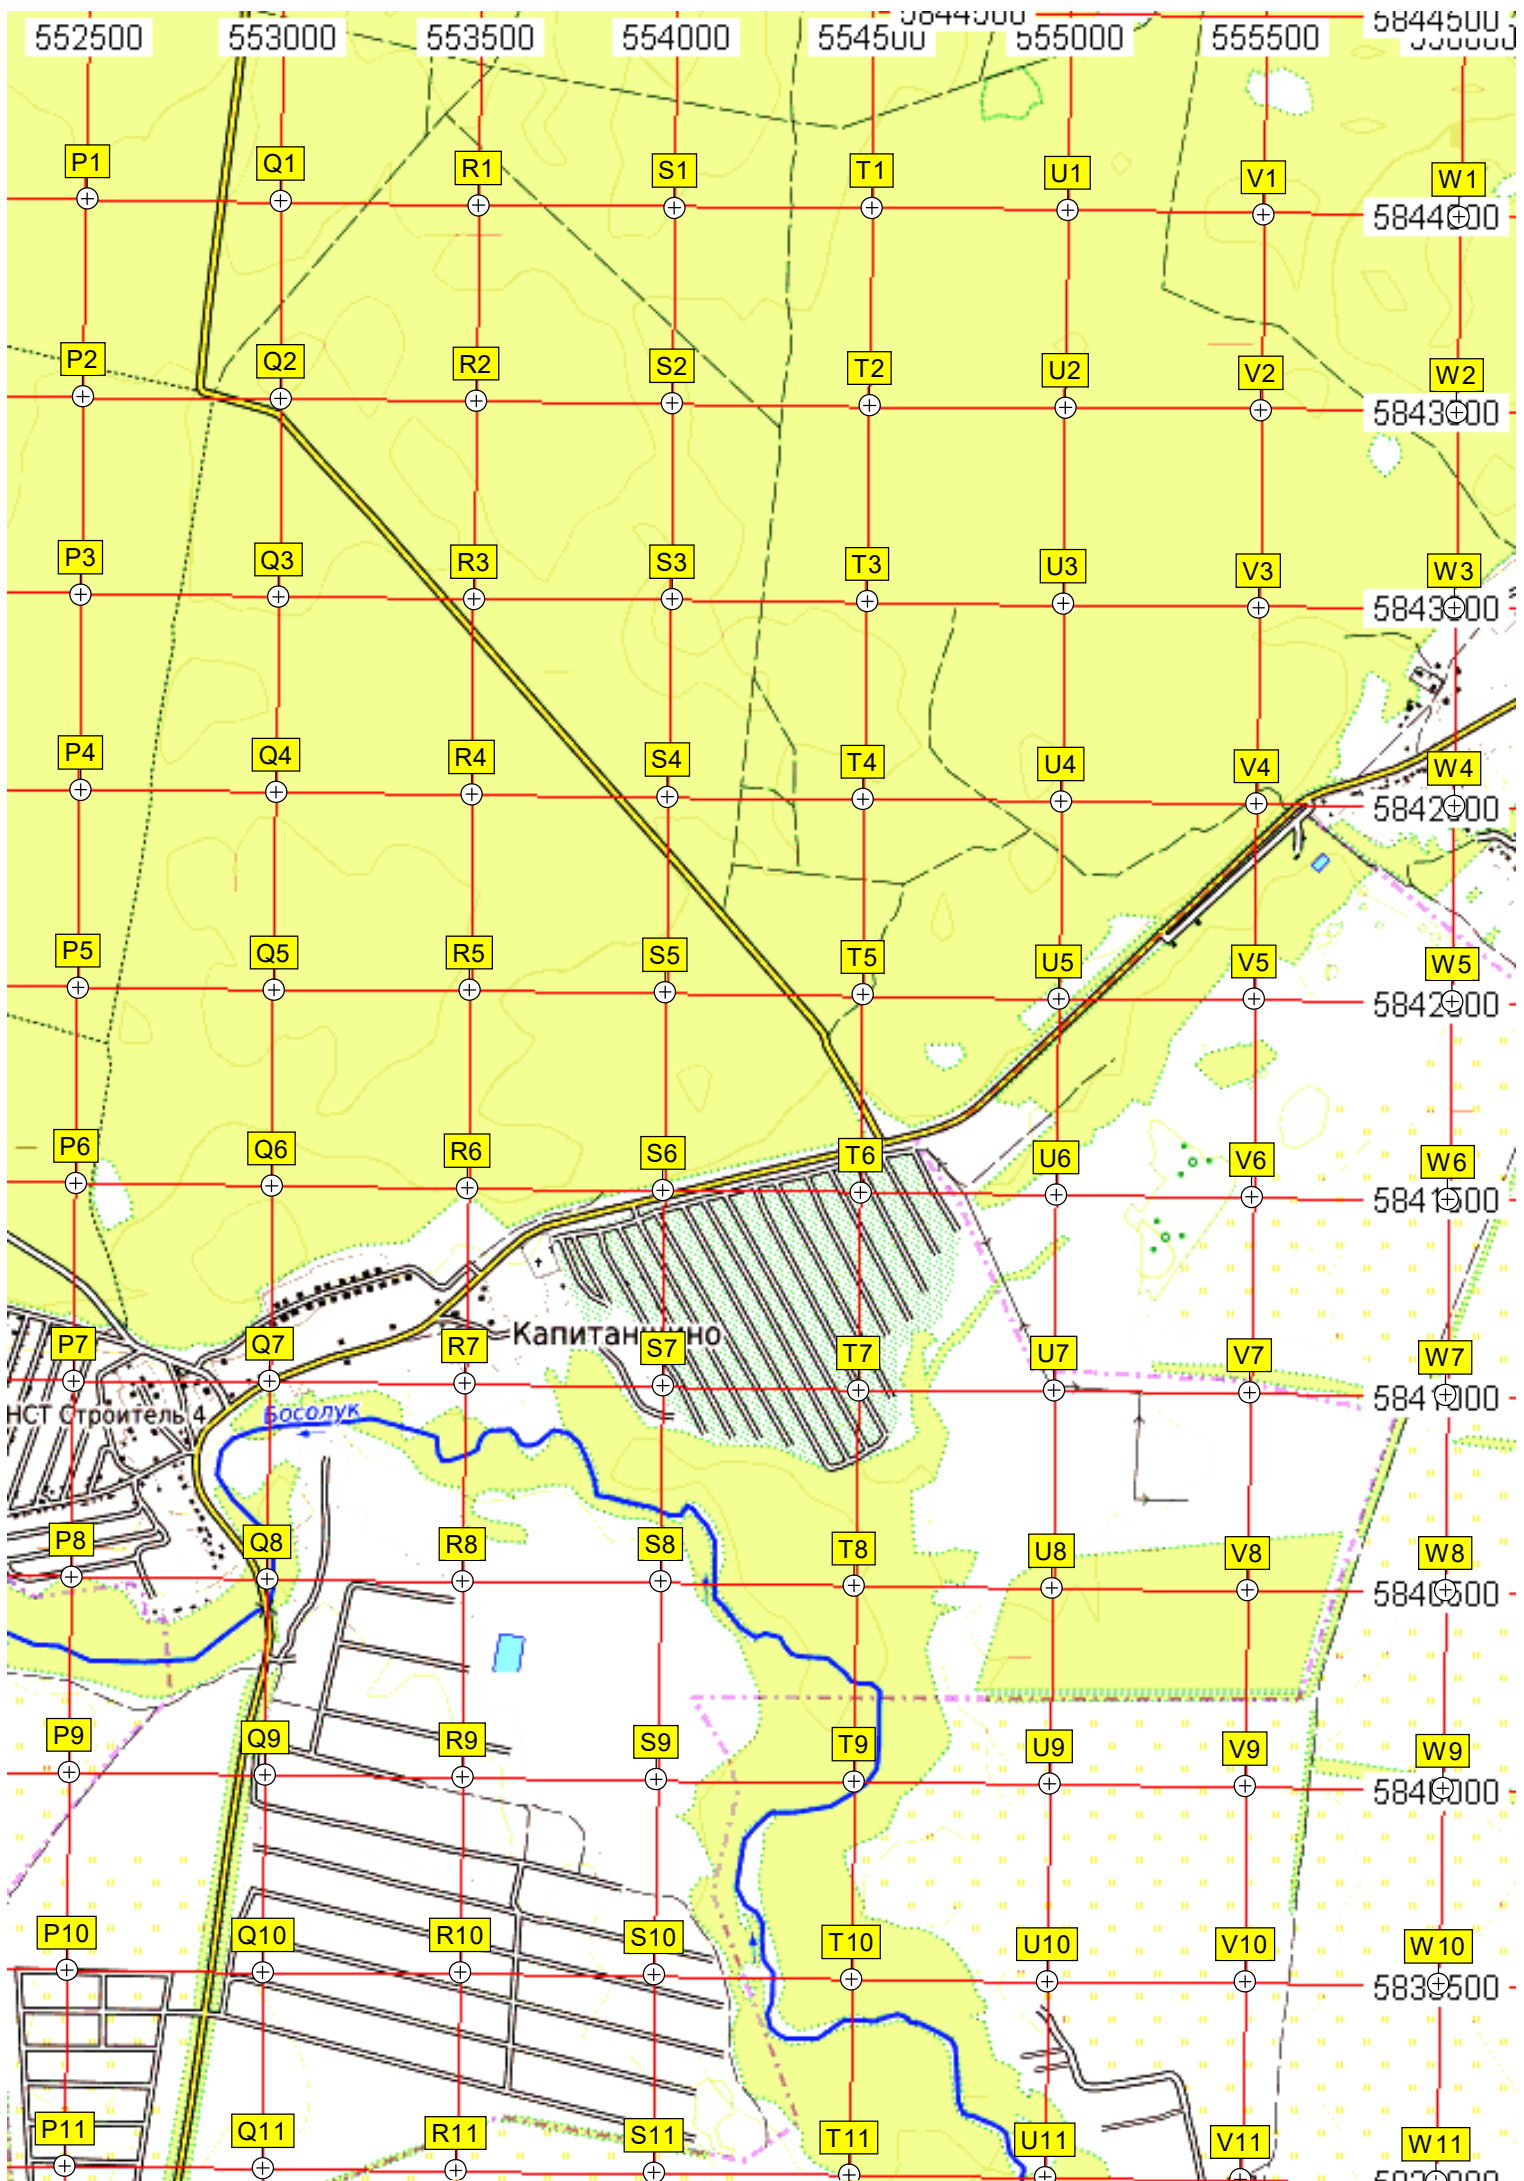 5844500 5844500
552500 553000 553500 554000 554500 555000 555500
P1 Q1 R1 S1 T1 U1 V1 W1
5844000
P2 Q2 R2 S2 T2 U2 V2 W2
P3 Q3 R3 S3 T3 U3 V3 W3
P4 Q4 R4 S4 T4 U4 V4 W4
P5 Q5 R5 S5 T5 U5 V5 W5
P6 Q6 R6 S6 T6 U6 V6 W6
P7 Q7 R7 S7 T7 U7 V7 W7
НСТ Строитель 4
Босолук
P8 Q8 R8 S8 T8 U8 V8 W8
P9 Q9 R9 S9 T9 U9 V9 W9
P10 Q10 R10 S10 T10 U10 V10 W10
P11 Q11 R11 S11 T11 U11 V11 W11